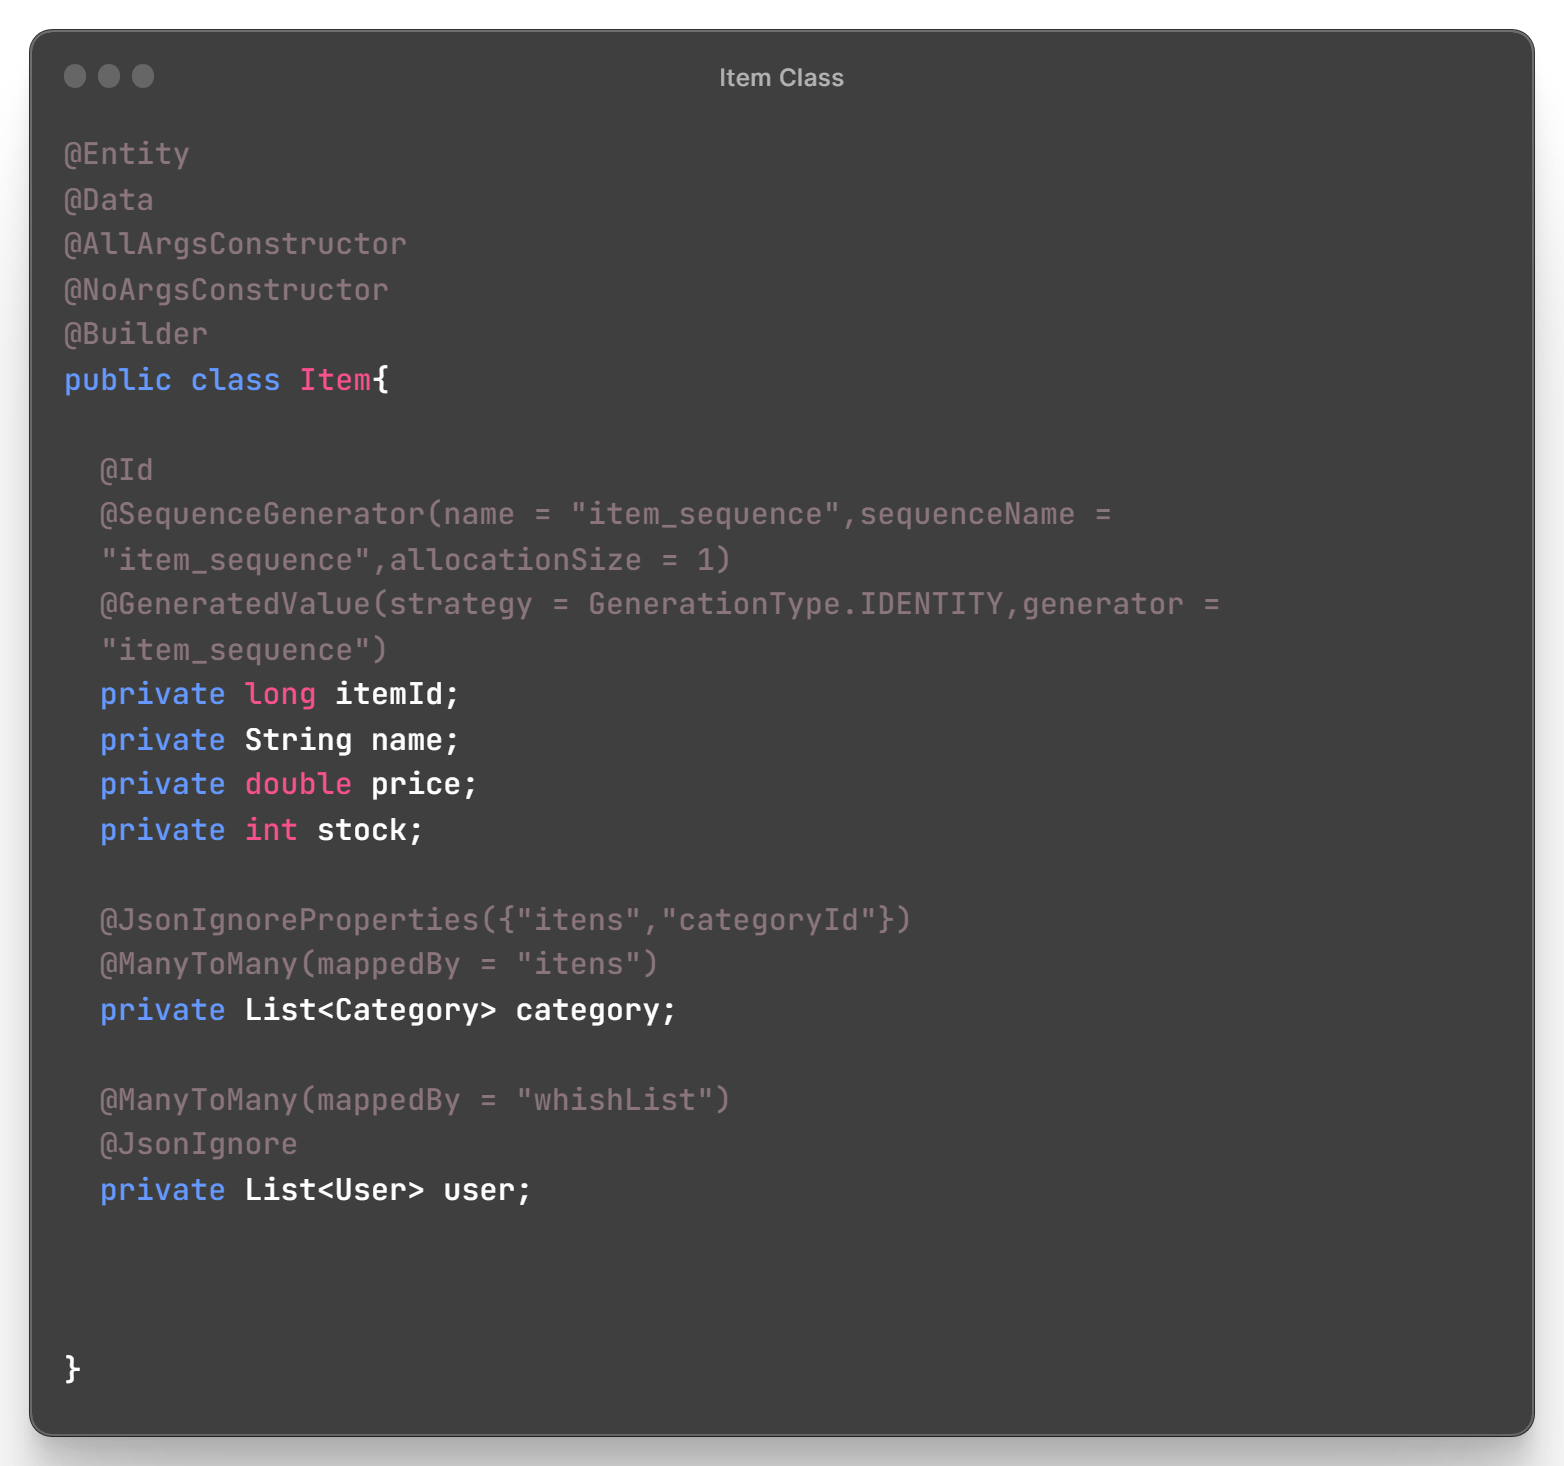 Item Class
@Entity
@Data
@AllArgsConstructor
@NoArgsConstructor
@Builder
public class Item{
@Id
@SequenceGenerator(name = "item_sequence",sequenceName =
"item_sequence",allocationSize = 1)
@GeneratedValue(strategy = GenerationType.IDENTITY,generator =
"item_sequence")
private long itemId;
private String name;
private double price;
private int stock;
@JsonIgnoreProperties({"itens","categoryId"})
@ManyToMany(mappedBy = "itens")
private List<Category> category;
@ManyToMany(mappedBy = "whishList")
@JsonIgnore
private List<User> user;
}